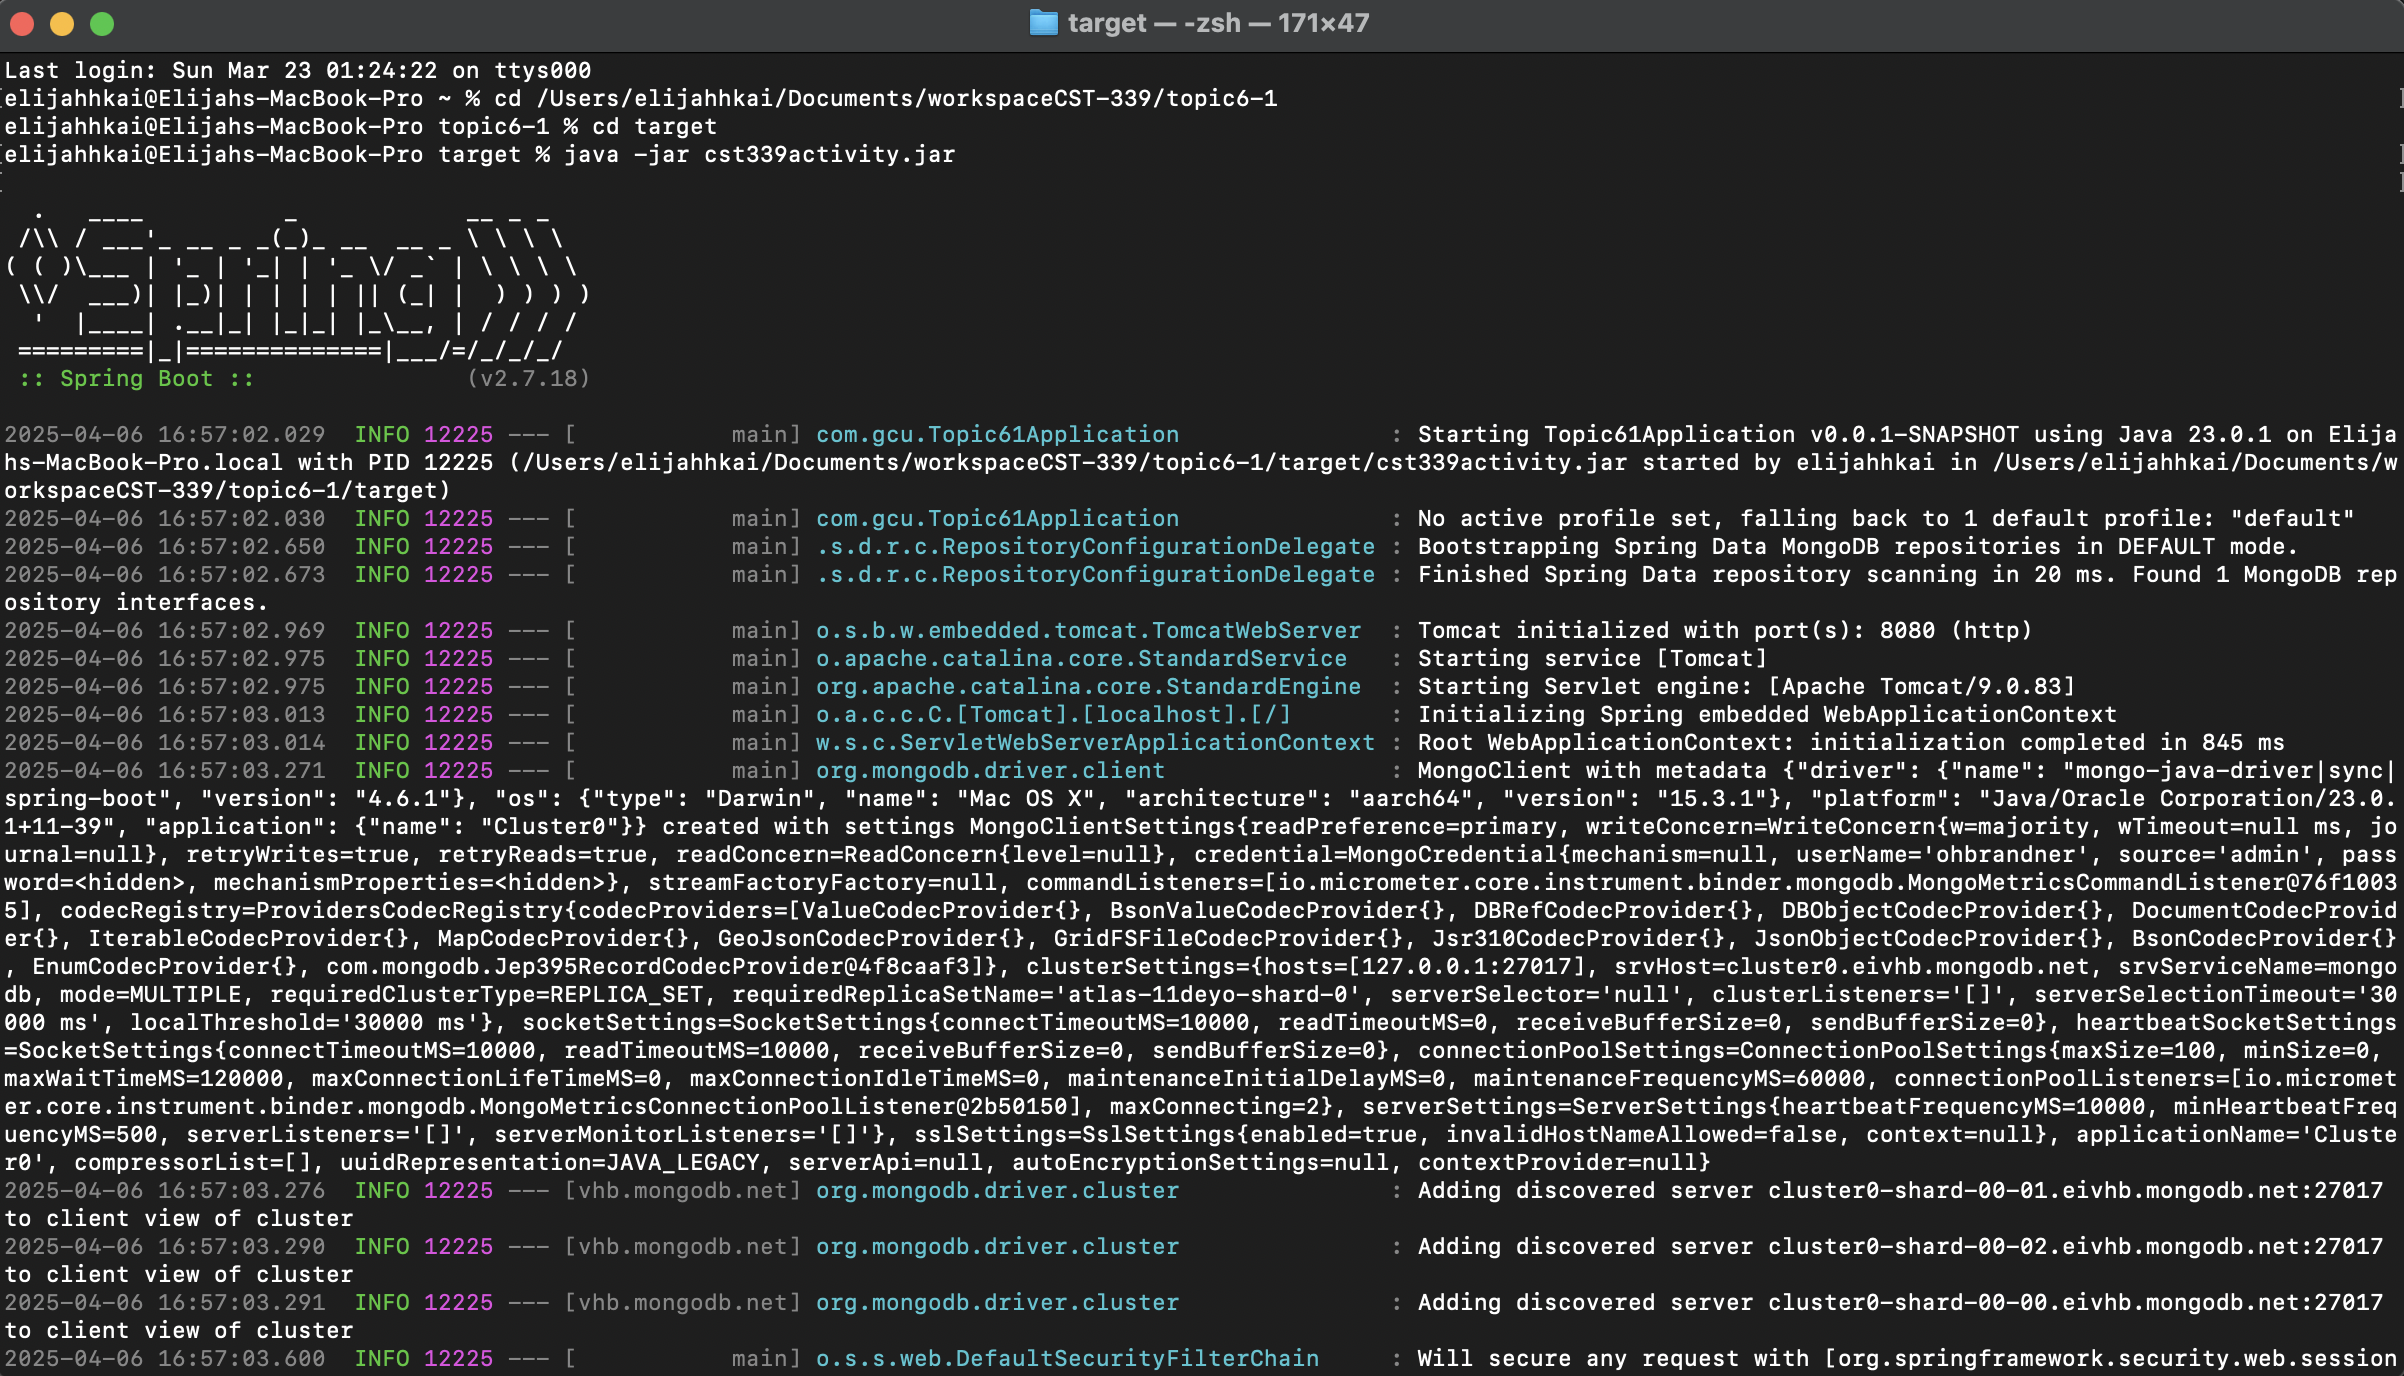 target — -zsh — 171×47
Last login: Sun Mar 23 01:24:22 on ttys000
elijahhkai@Elijahs-MacBook-Pro ~ % cd /Users/elijahhkai/Documents/workspaceCST-339/topic6-1
elijahhkai@Elijahs-MacBook-Pro topic6-1 % cd target
elijahhkai@Elijahs-MacBook-Pro target % java -jar cst339activity.jar
  .   ____          _            __ _ _
 /\\ / ___'_ __ _ _(_)_ __  __ _ \ \ \ \
( ( )\___ | '_ | '_| | '_ \/ _` | \ \ \ \
 \\/  ___)| |_)| | | | | || (_| |  ) ) ) )
  '  |____| .__|_| |_|_| |_\__, | / / / /
 =========|_|==============|___/=/_/_/_/
 :: Spring Boot ::               (v2.7.18)
2025-04-06 16:57:02.029  INFO 12225 --- [           main] com.gcu.Topic61Application               : Starting Topic61Application v0.0.1-SNAPSHOT using Java 23.0.1 on Elija
hs-MacBook-Pro.local with PID 12225 (/Users/elijahhkai/Documents/workspaceCST-339/topic6-1/target/cst339activity.jar started by elijahhkai in /Users/elijahhkai/Documents/w
orkspaceCST-339/topic6-1/target)
2025-04-06 16:57:02.030  INFO 12225 --- [           main] com.gcu.Topic61Application               : No active profile set, falling back to 1 default profile: "default"
2025-04-06 16:57:02.650  INFO 12225 --- [           main] .s.d.r.c.RepositoryConfigurationDelegate : Bootstrapping Spring Data MongoDB repositories in DEFAULT mode.
2025-04-06 16:57:02.673  INFO 12225 --- [           main] .s.d.r.c.RepositoryConfigurationDelegate : Finished Spring Data repository scanning in 20 ms. Found 1 MongoDB rep
ository interfaces.
2025-04-06 16:57:02.969  INFO 12225 --- [           main] o.s.b.w.embedded.tomcat.TomcatWebServer  : Tomcat initialized with port(s): 8080 (http)
2025-04-06 16:57:02.975  INFO 12225 --- [           main] o.apache.catalina.core.StandardService   : Starting service [Tomcat]
2025-04-06 16:57:02.975  INFO 12225 --- [           main] org.apache.catalina.core.StandardEngine  : Starting Servlet engine: [Apache Tomcat/9.0.83]
2025-04-06 16:57:03.013  INFO 12225 --- [           main] o.a.c.c.C.[Tomcat].[localhost].[/]       : Initializing Spring embedded WebApplicationContext
2025-04-06 16:57:03.014  INFO 12225 --- [           main] w.s.c.ServletWebServerApplicationContext : Root WebApplicationContext: initialization completed in 845 ms
2025-04-06 16:57:03.271  INFO 12225 --- [           main] org.mongodb.driver.client                : MongoClient with metadata {"driver": {"name": "mongo-java-driver|sync|
spring-boot", "version": "4.6.1"}, "os": {"type": "Darwin", "name": "Mac OS X", "architecture": "aarch64", "version": "15.3.1"}, "platform": "Java/Oracle Corporation/23.0.
1+11-39", "application": {"name": "Cluster0"}} created with settings MongoClientSettings{readPreference=primary, writeConcern=WriteConcern{w=majority, wTimeout=null ms, jo
urnal=null}, retryWrites=true, retryReads=true, readConcern=ReadConcern{level=null}, credential=MongoCredential{mechanism=null, userName='ohbrandner', source='admin', pass
word=<hidden>, mechanismProperties=<hidden>}, streamFactoryFactory=null, commandListeners=[io.micrometer.core.instrument.binder.mongodb.MongoMetricsCommandListener@76f1003
5], codecRegistry=ProvidersCodecRegistry{codecProviders=[ValueCodecProvider{}, BsonValueCodecProvider{}, DBRefCodecProvider{}, DBObjectCodecProvider{}, DocumentCodecProvid
er{}, IterableCodecProvider{}, MapCodecProvider{}, GeoJsonCodecProvider{}, GridFSFileCodecProvider{}, Jsr310CodecProvider{}, JsonObjectCodecProvider{}, BsonCodecProvider{}
, EnumCodecProvider{}, com.mongodb.Jep395RecordCodecProvider@4f8caaf3]}, clusterSettings={hosts=[127.0.0.1:27017], srvHost=cluster0.eivhb.mongodb.net, srvServiceName=mongo
db, mode=MULTIPLE, requiredClusterType=REPLICA_SET, requiredReplicaSetName='atlas-11deyo-shard-0', serverSelector='null', clusterListeners='[]', serverSelectionTimeout='30
000 ms', localThreshold='30000 ms'}, socketSettings=SocketSettings{connectTimeoutMS=10000, readTimeoutMS=0, receiveBufferSize=0, sendBufferSize=0}, heartbeatSocketSettings
=SocketSettings{connectTimeoutMS=10000, readTimeoutMS=10000, receiveBufferSize=0, sendBufferSize=0}, connectionPoolSettings=ConnectionPoolSettings{maxSize=100, minSize=0, 
maxWaitTimeMS=120000, maxConnectionLifeTimeMS=0, maxConnectionIdleTimeMS=0, maintenanceInitialDelayMS=0, maintenanceFrequencyMS=60000, connectionPoolListeners=[io.micromet
er.core.instrument.binder.mongodb.MongoMetricsConnectionPoolListener@2b50150], maxConnecting=2}, serverSettings=ServerSettings{heartbeatFrequencyMS=10000, minHeartbeatFreq
uencyMS=500, serverListeners='[]', serverMonitorListeners='[]'}, sslSettings=SslSettings{enabled=true, invalidHostNameAllowed=false, context=null}, applicationName='Cluste
r0', compressorList=[], uuidRepresentation=JAVA_LEGACY, serverApi=null, autoEncryptionSettings=null, contextProvider=null}
2025-04-06 16:57:03.276  INFO 12225 --- [vhb.mongodb.net] org.mongodb.driver.cluster               : Adding discovered server cluster0-shard-00-01.eivhb.mongodb.net:27017
to client view of cluster
2025-04-06 16:57:03.290  INFO 12225 --- [vhb.mongodb.net] org.mongodb.driver.cluster               : Adding discovered server cluster0-shard-00-02.eivhb.mongodb.net:27017
to client view of cluster
2025-04-06 16:57:03.291  INFO 12225 --- [vhb.mongodb.net] org.mongodb.driver.cluster               : Adding discovered server cluster0-shard-00-00.eivhb.mongodb.net:27017
to client view of cluster
2025-04-06 16:57:03.600  INFO 12225 --- [           main] o.s.s.web.DefaultSecurityFilterChain     : Will secure any request with [org.springframework.security.web.session